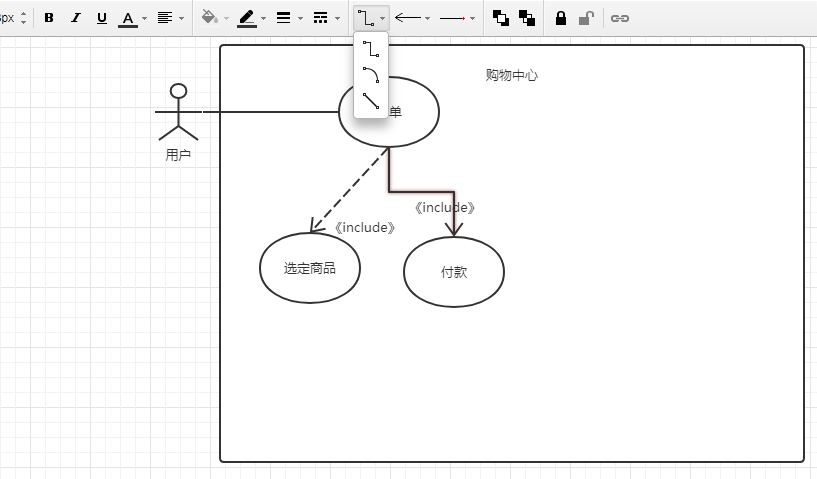 px B I U A
购物中心
单
用户
《include》
《include》
选定商品
付款